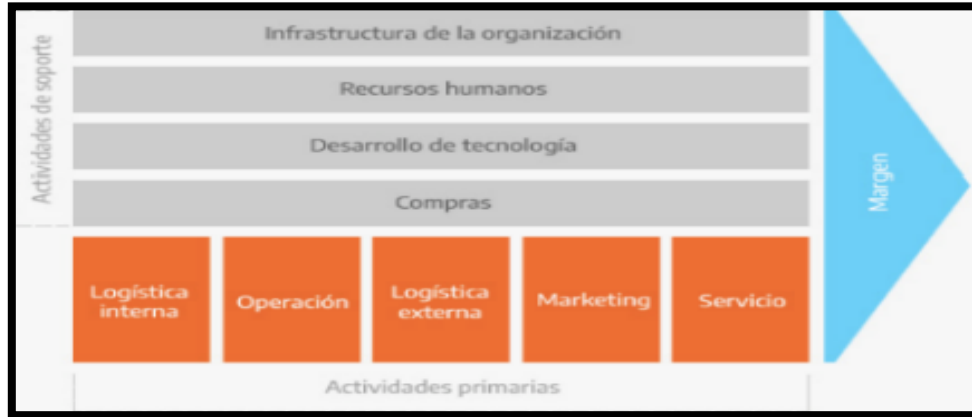 Actividades de soporte
Infrastructura de la organización
Recursos humanos
Desarrollo de tecnología
Compras
Logística
interna
Operación
Logística
externa
Marketing
Servicio
Margen
Actividades primarias